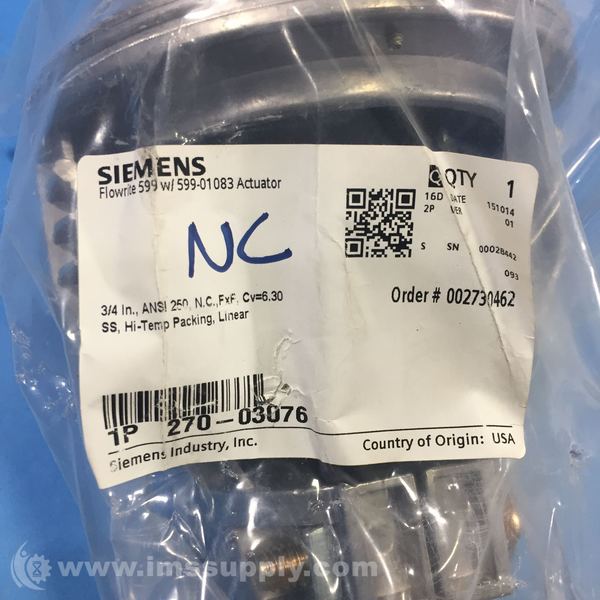 SIEMENS
Flowrite 599 w/ 599-01083 Actuator
QTY 1
16D DATE 151014
2P VER 01
S SN 00028442
093
NC
Order # 002730462
3/4 In., ANSI 250, N.C.,FxF, Cv=6.30
SS, Hi-Temp Packing, Linear
1P 270-03076
Siemens Industry, Inc.
Country of Origin: USA
www.imssupply.com